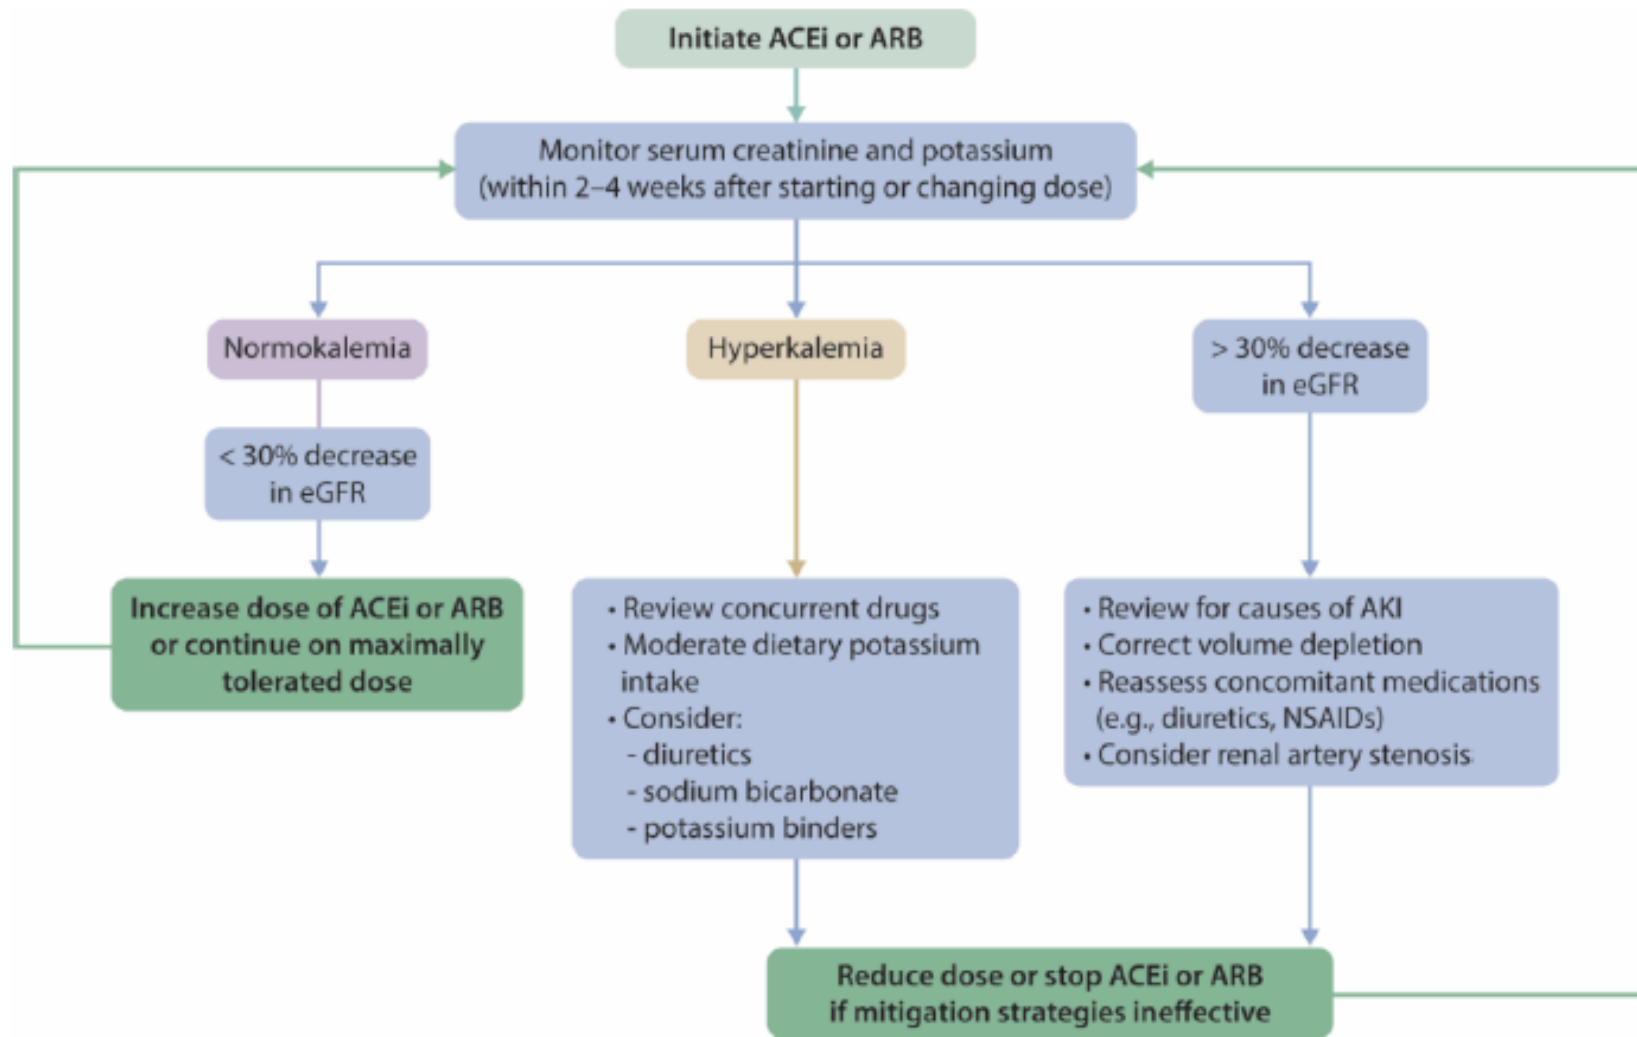 Initiate ACEi or ARB
Monitor serum creatinine and potassium
(within 2–4 weeks after starting or changing dose)
Normokalemia
< 30% decrease
in eGFR
Increase dose of ACEi or ARB
or continue on maximally
tolerated dose
Hyperkalemia
• Review concurrent drugs
• Moderate dietary potassium
intake
• Consider:
- diuretics
- sodium bicarbonate
- potassium binders
> 30% decrease
in eGFR
• Review for causes of AKI
• Correct volume depletion
• Reassess concomitant medications
(e.g., diuretics, NSAIDs)
• Consider renal artery stenosis
Reduce dose or stop ACEi or ARB
if mitigation strategies ineffective